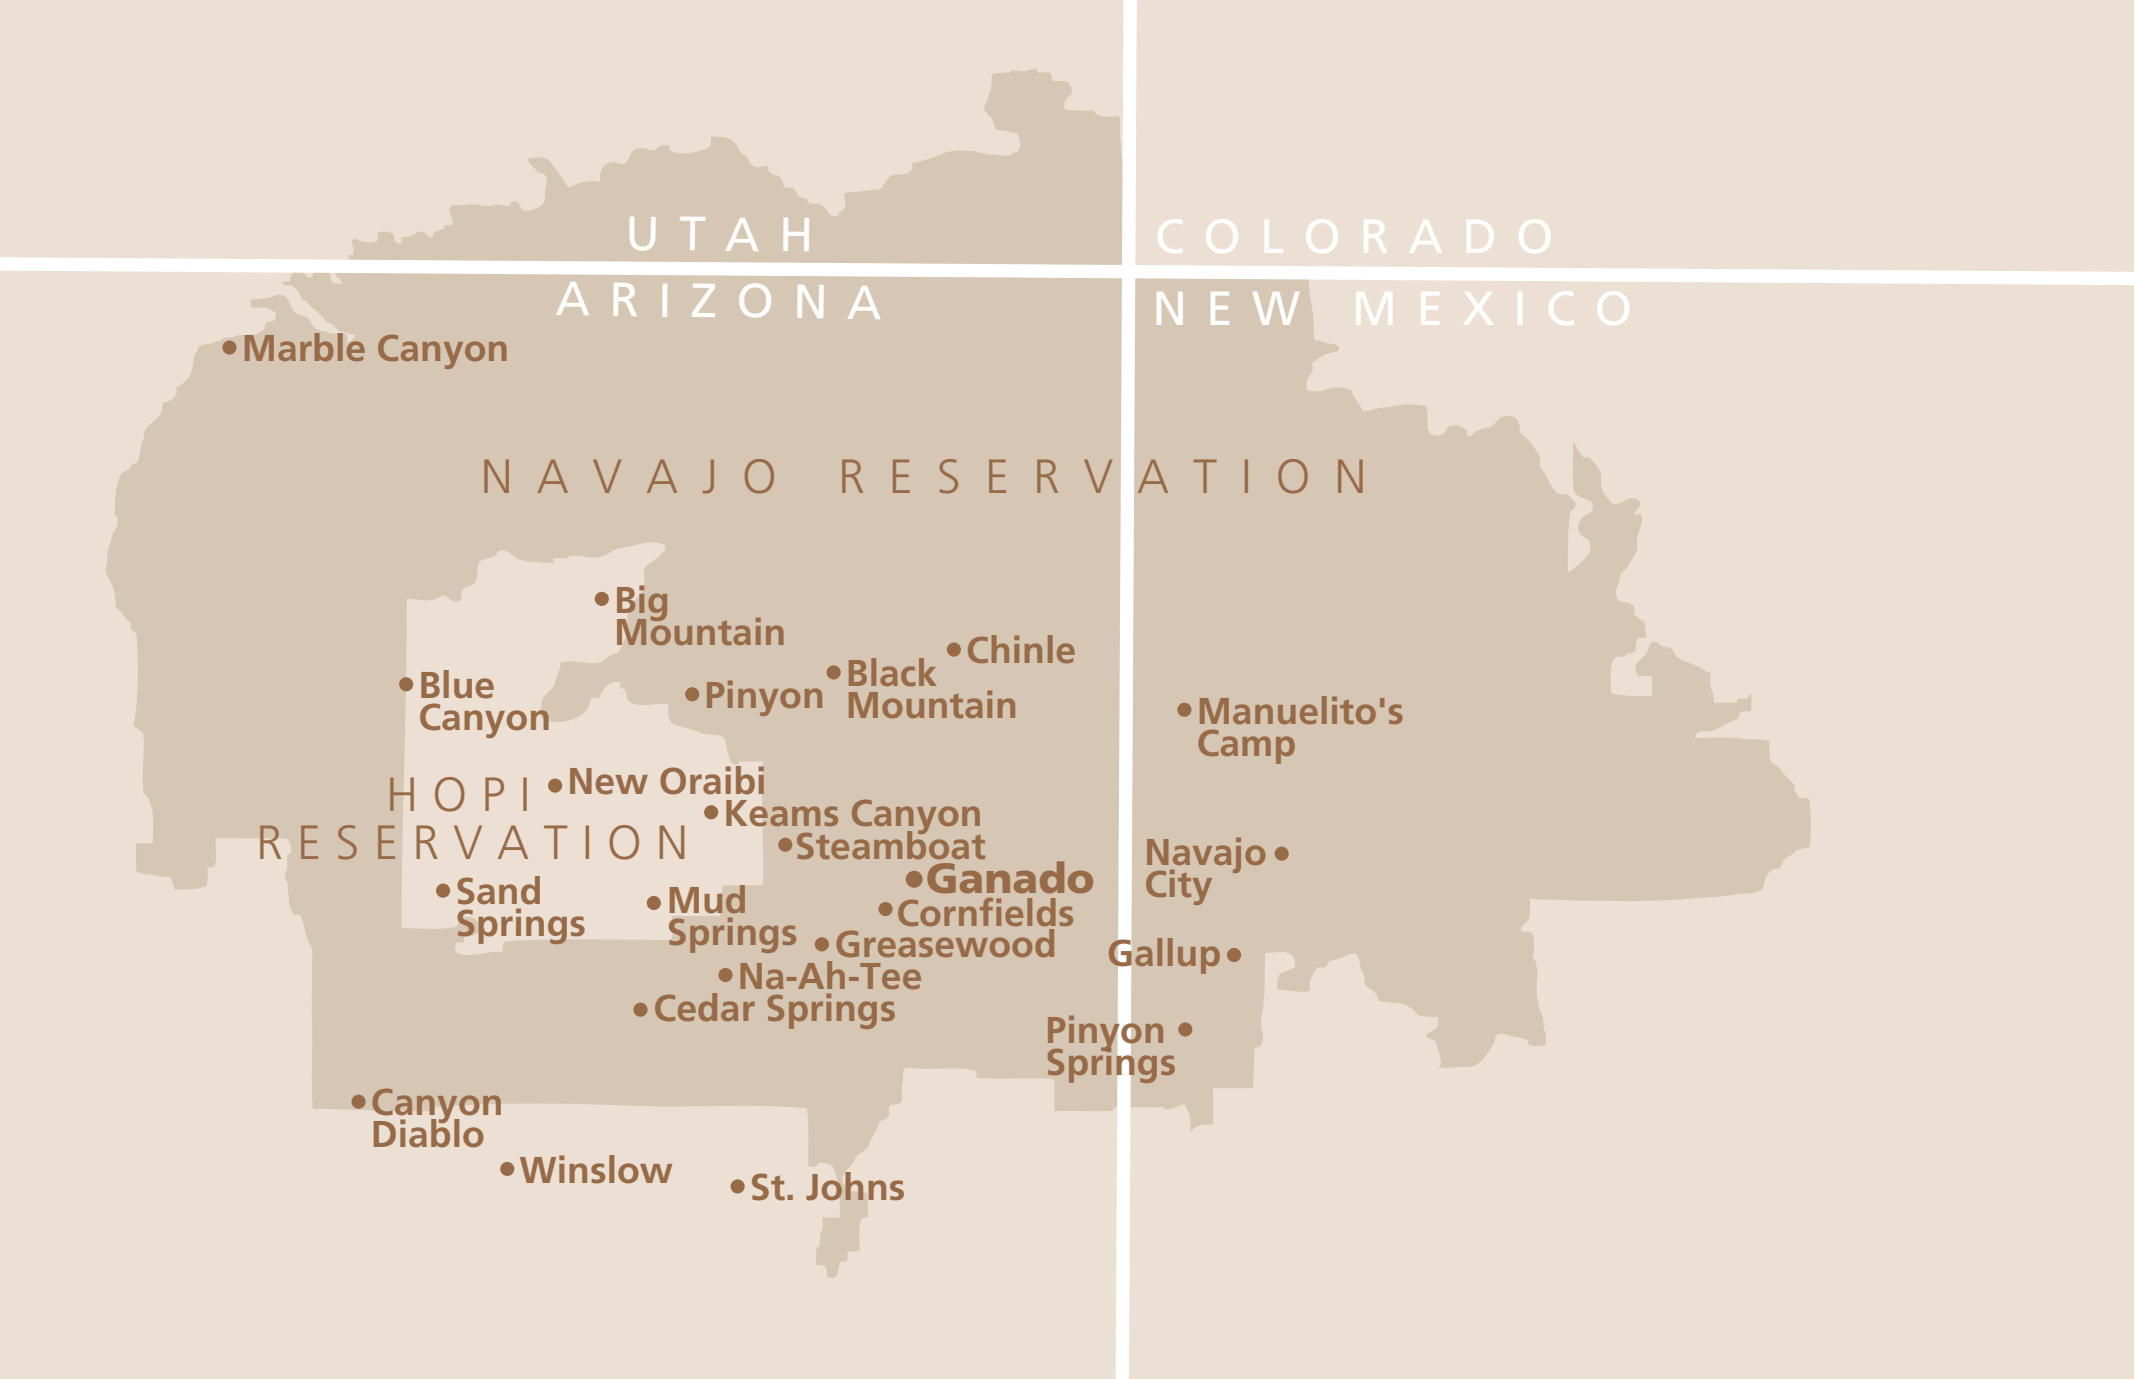 UTAH
COLORADO
ARIZONA
NEW MEXICO
Marble Canyon
NAVAJO RESERVATION
Big
Mountain
Chinle
Black
Mountain
Blue
Canyon
Pinyon
Manuelito's
Camp
New Oraibi
HOPI
RESERVATION
Keams Canyon
Steamboat
Navajo
City
Ganado
Sand
Springs
Mud
Springs
Cornfields
Greasewood
Gallup
Na-Ah-Tee
Cedar Springs
Pinyon
Springs
Canyon
Diablo
Winslow
St. Johns